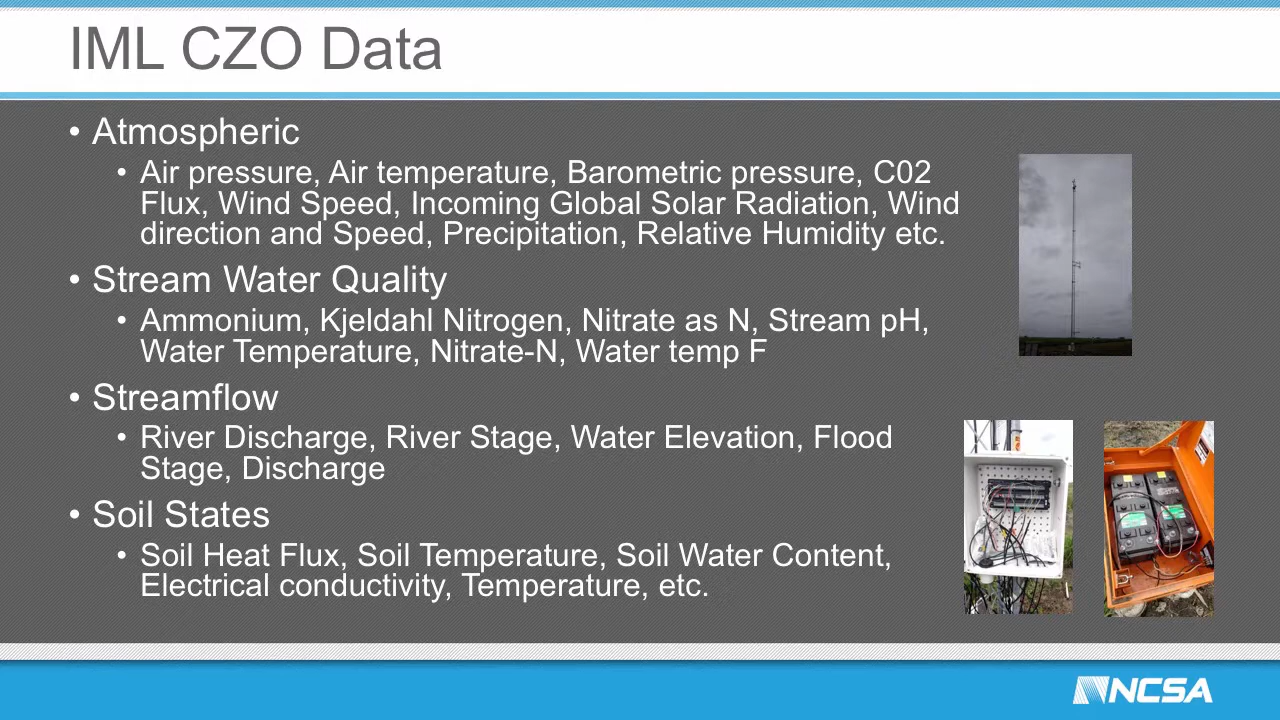 IML CZO Data
• Atmospheric
• Air pressure, Air temperature, Barometric pressure, C02
Flux, Wind Speed, Incoming Global Solar Radiation, Wind
direction and Speed, Precipitation, Relative Humidity etc.
• Stream Water Quality
• Ammonium, Kjeldahl Nitrogen, Nitrate as N, Stream pH,
Water Temperature, Nitrate-N, Water temp F
• Streamflow
• River Discharge, River Stage, Water Elevation, Flood
Stage, Discharge
• Soil States
• Soil Heat Flux, Soil Temperature, Soil Water Content,
Electrical conductivity, Temperature, etc.
NCSA